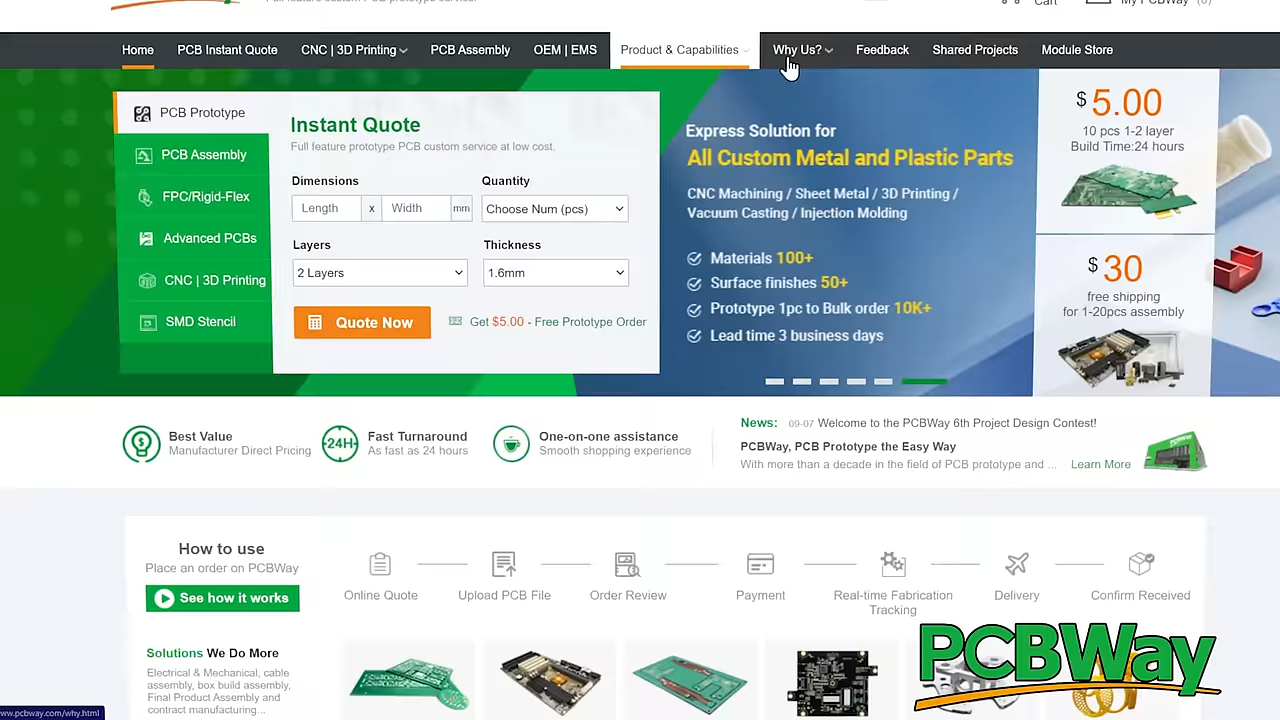 Full feature custom PCB prototype service.
Cart
My PCBWay (0)
Home PCB Instant Quote CNC | 3D Printing PCB Assembly OEM | EMS Product & Capabilities Why Us? Feedback Shared Projects Module Store
PCB Prototype
PCB Assembly
FPC/Rigid-Flex
Advanced PCBs
CNC | 3D Printing
SMD Stencil
Instant Quote
Full feature prototype PCB custom service at low cost.
Dimensions Quantity
Length x Width mm Choose Num (pcs)
Layers Thickness
2 Layers 1.6mm
Quote Now Get $5.00 - Free Prototype Order
Express Solution for
All Custom Metal and Plastic Parts
CNC Machining / Sheet Metal / 3D Printing /
Vacuum Casting / Injection Molding
Materials 100+
Surface finishes 50+
Prototype 1pc to Bulk order 10K+
Lead time 3 business days
$ 5.00
10 pcs 1-2 layer
Build Time:24 hours
$ 30
free shipping
for 1-20pcs assembly
Best Value
Manufacturer Direct Pricing
24H
Fast Turnaround
As fast as 24 hours
One-on-one assistance
Smooth shopping experience
News: 09-07 Welcome to the PCBWay 6th Project Design Contest!
PCBWay, PCB Prototype the Easy Way
With more than a decade in the field of PCB prototype and ... Learn More
How to use
Place an order on PCBWay
See how it works
Online Quote
Upload PCB File
Order Review
Payment
Real-time Fabrication
Tracking
Delivery
Confirm Received
Solutions We Do More
Electrical & Mechanical, cable
assembly, box build assembly,
Final Product Assembly and
contract manufacturing...
PCBWay
www.pcbway.com/why.html